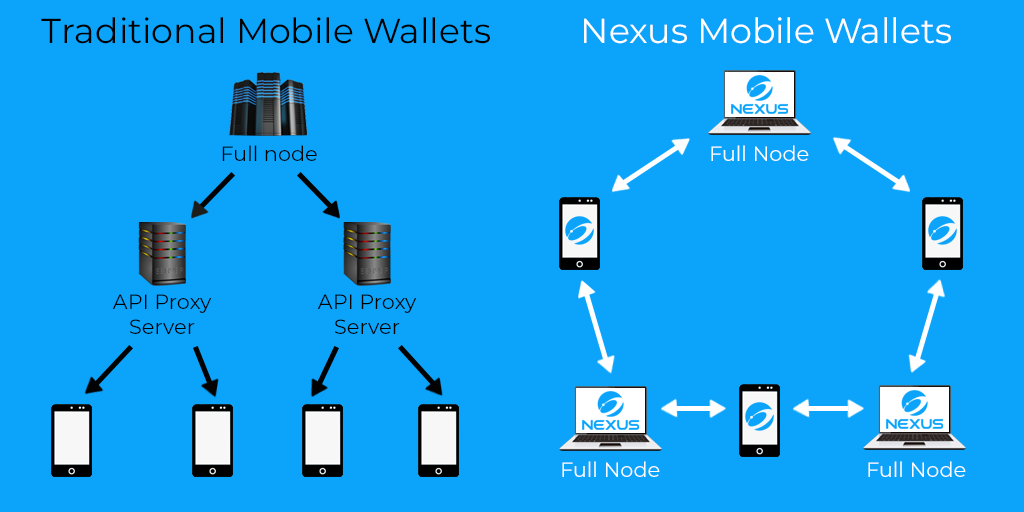 Traditional Mobile Wallets
Full node
API Proxy
Server
API Proxy
Server
Nexus Mobile Wallets
NEXUS
Full Node
NEXUS
Full Node
NEXUS
Full Node